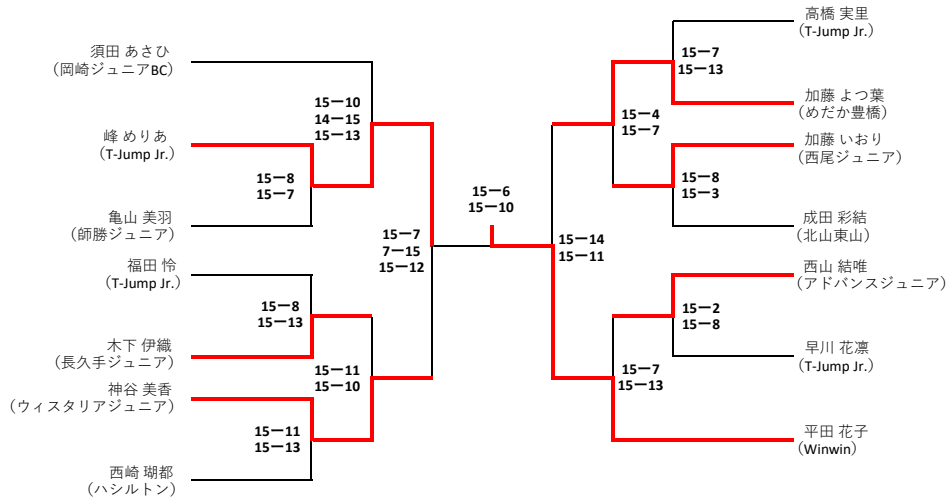 須田 あさひ
（岡崎ジュニアBC）
15ー10
14ー15
15ー13
峰 めりあ
（T-Jump Jr.）
15ー8
15ー7
亀山 美羽
（師勝ジュニア）
15ー7
7ー15
15ー12
福田 怜
（T-Jump Jr.）
15ー8
15ー13
木下 伊織
（長久手ジュニア）
15ー11
15ー10
神谷 美香
（ウィスタリアジュニア）
15ー11
15ー13
西崎 瑚都
（ハシルトン）
15ー6
15ー10
高橋 実里
（T-Jump Jr.）
15ー7
15ー13
加藤 よつ葉
（めだか豊橋）
15ー4
15ー7
加藤 いおり
（西尾ジュニア）
15ー8
15ー3
成田 彩結
（北山東山）
15ー14
15ー11
西山 結唯
（アドバンスジュニア）
15ー2
15ー8
早川 花凛
（T-Jump Jr.）
15ー7
15ー13
平田 花子
（Winwin）